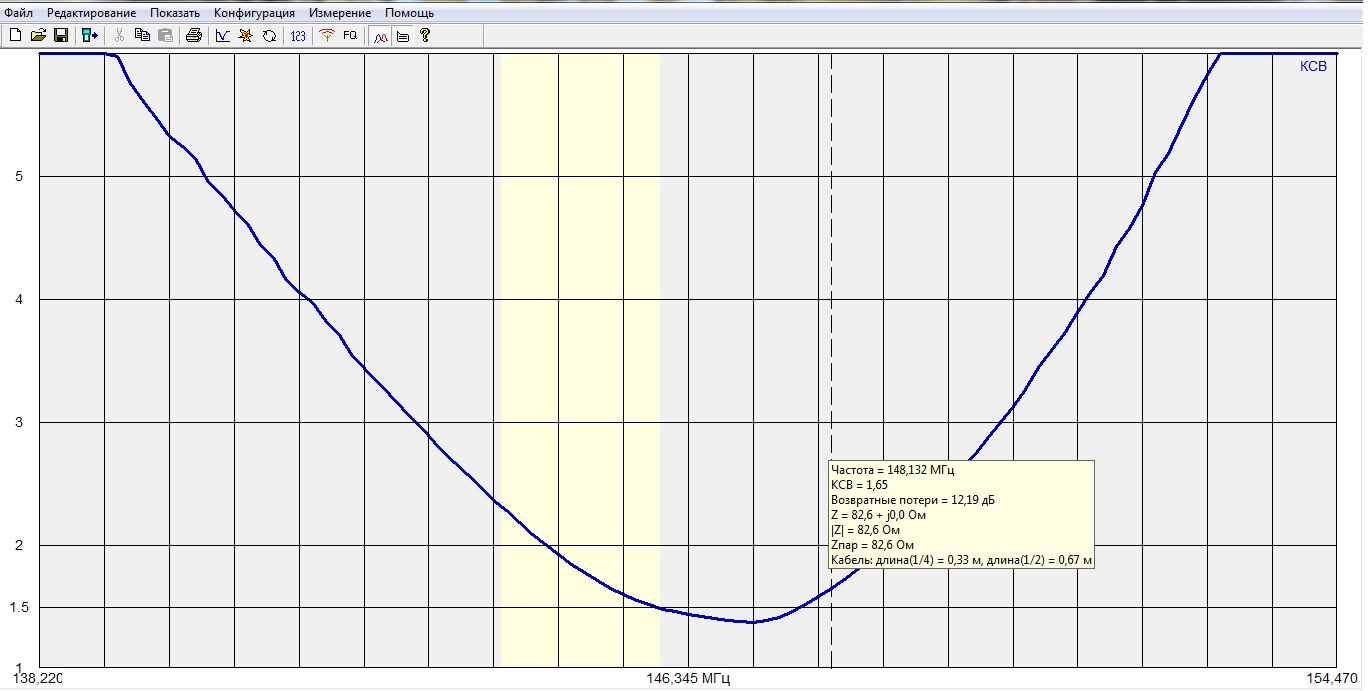 Файл Редактирование Показать Конфигурация Измерение Помощь
123 FQ ?
КСВ
5
4
3
2
1.5
1
Частота = 148,132 МГц
КСВ = 1,65
Возвратные потери = 12,19 дБ
Z = 82,6 + j0,0 Ом
|Z| = 82,6 Ом
Zпар = 82,6 Ом
Кабель: длина(1/4) = 0,33 м, длина(1/2) = 0,67 м
138,220 146,345 МГц 154,470